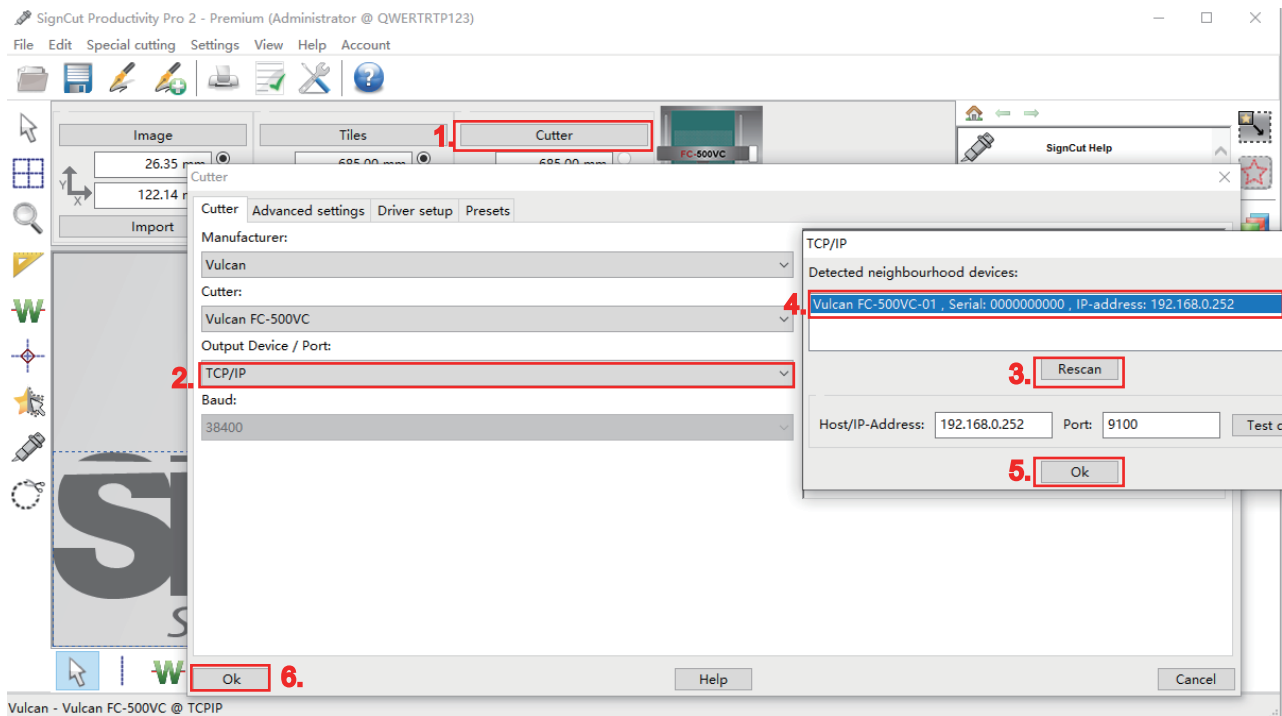 SignCut Productivity Pro 2 - Premium (Administrator @ QWERTRTP123)
File Edit Special cutting Settings View Help Account
Image
Tiles
1.
Cutter
FC-500VC
SignCut Help
26.35 mm
685.00 mm
685.00 mm
Y
X
122.14
Import
Cutter
Cutter Advanced settings Driver setup Presets
Manufacturer:
Vulcan
Cutter:
Vulcan FC-500VC
Output Device / Port:
2.
TCP/IP
Baud:
38400
TCP/IP
Detected neighbourhood devices:
4.
Vulcan FC-500VC-01 , Serial: 0000000000 , IP-address: 192.168.0.252
3.
Rescan
Host/IP-Address: 192.168.0.252 Port: 9100 Test
5.
Ok
Ok
6.
Help
Cancel
Vulcan - Vulcan FC-500VC @ TCPIP